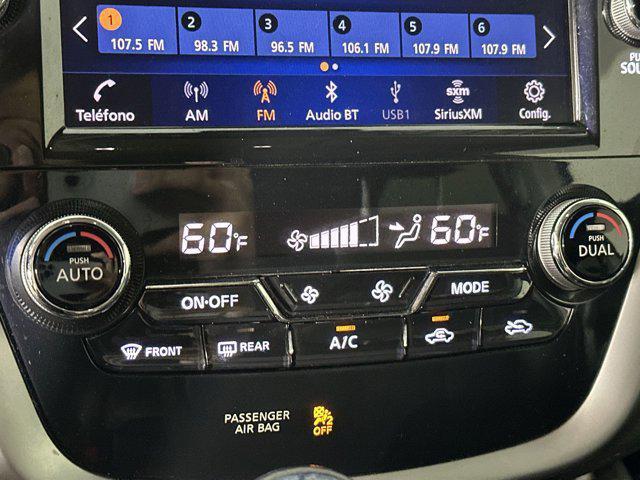 1 2 3 4 5 6
107.5 FM 98.3 FM 96.5 FM 106.1 FM 107.9 FM 107.9 FM
Teléfono AM FM Audio BT USB1 SiriusXM Config.
sxm
60°F 60°F
PUSH
AUTO
PUSH
DUAL
ON·OFF MODE
FRONT REAR A/C
PASSENGER
AIR BAG
2
OFF